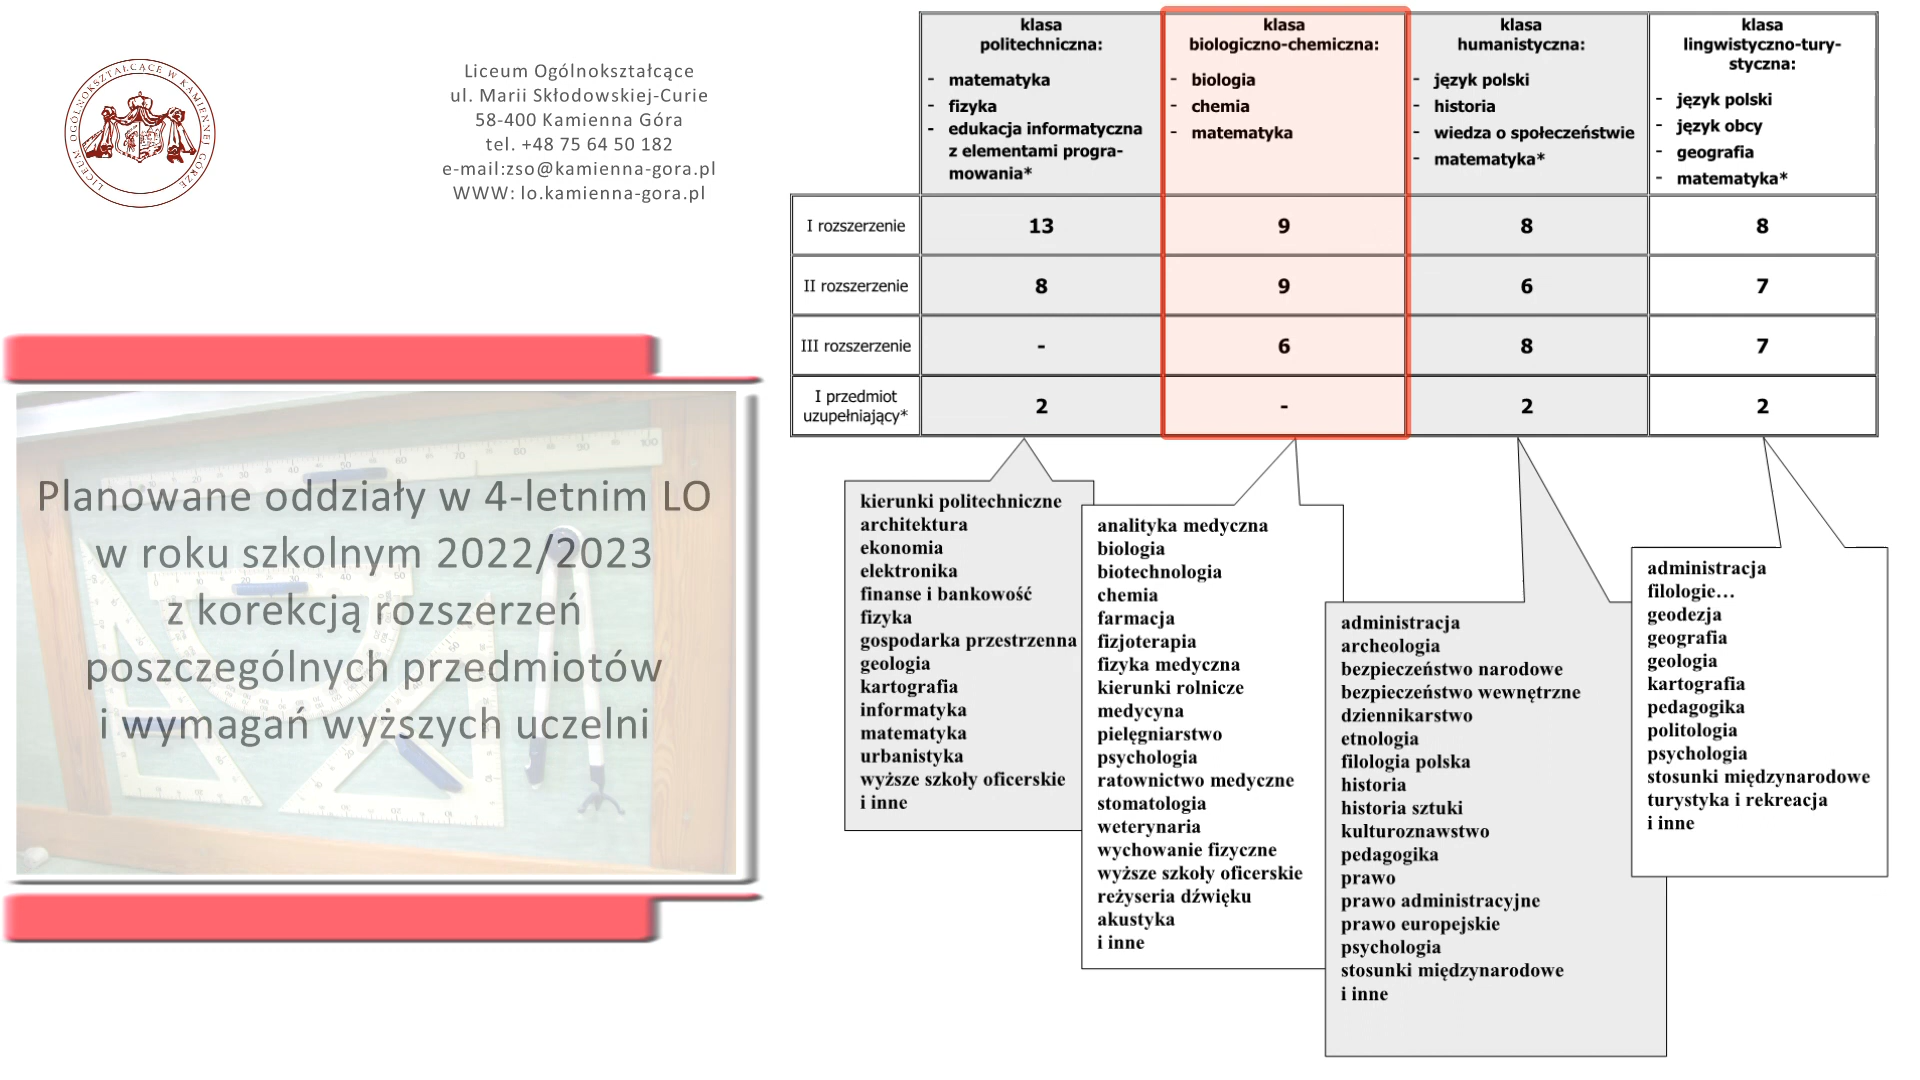 LICEUM OGÓLNOKSZTAŁCĄCE W KAMIENNEJ GÓRZE
Liceum Ogólnokształcące
ul. Marii Skłodowskiej-Curie
58-400 Kamienna Góra
tel. +48 75 64 50 182
e-mail:zso@kamienna-gora.pl
WWW: lo.kamienna-gora.pl
Planowane oddziały w 4-letnim LO
w roku szkolnym 2022/2023
z korekcją rozszerzeń
poszczególnych przedmiotów
i wymagań wyższych uczelni
klasa
politechniczna:
- matematyka
- fizyka
- edukacja informatyczna
z elementami progra-
mowania*
klasa
biologiczno-chemiczna:
- biologia
- chemia
- matematyka
klasa
humanistyczna:
- język polski
- historia
- wiedza o społeczeństwie
- matematyka*
klasa
lingwistyczno-tury-
styczna:
- język polski
- język obcy
- geografia
- matematyka*
I rozszerzenie 13 9 8 8
II rozszerzenie 8 9 6 7
III rozszerzenie - 6 8 7
I przedmiot
uzupełniający* 2 - 2 2
kierunki politechniczne
architektura
ekonomia
elektronika
finanse i bankowość
fizyka
gospodarka przestrzenna
geologia
kartografia
informatyka
matematyka
urbanistyka
wyższe szkoły oficerskie
i inne
analityka medyczna
biologia
biotechnologia
chemia
farmacja
fizjoterapia
fizyka medyczna
kierunki rolnicze
medycyna
pielęgniarstwo
psychologia
ratownictwo medyczne
stomatologia
weterynaria
wychowanie fizyczne
wyższe szkoły oficerskie
reżyseria dźwięku
akustyka
i inne
administracja
archeologia
bezpieczeństwo narodowe
bezpieczeństwo wewnętrzne
dziennikarstwo
etnologia
filologia polska
historia
historia sztuki
kulturoznawstwo
pedagogika
prawo
prawo administracyjne
prawo europejskie
psychologia
stosunki międzynarodowe
i inne
administracja
filologie…
geodezja
geografia
geologia
kartografia
pedagogika
politologia
psychologia
stosunki międzynarodowe
turystyka i rekreacja
i inne